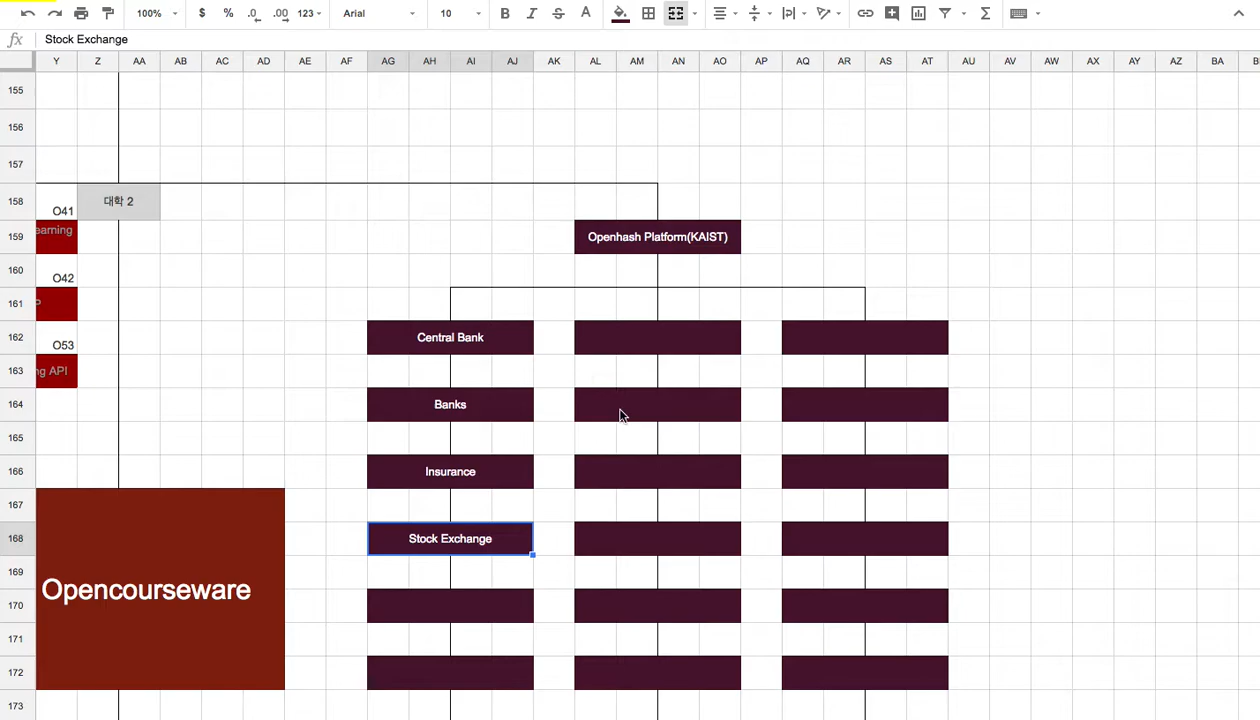 100% $ % .0 .00 123 Arial 10 B I S A
fx Stock Exchange
Y Z AA AB AC AD AE AF AG AH AI AJ AK AL AM AN AO AP AQ AR AS AT AU AV AW AX AY AZ BA
155
156
157
158 O41 대학 2
159 earning Openhash Platform(KAIST)
160 O42
161 P
162 Central Bank
O53
163 ng API
164 Banks
165
166 Insurance
167
168 Stock Exchange
169
Opencourseware
170
171
172
173